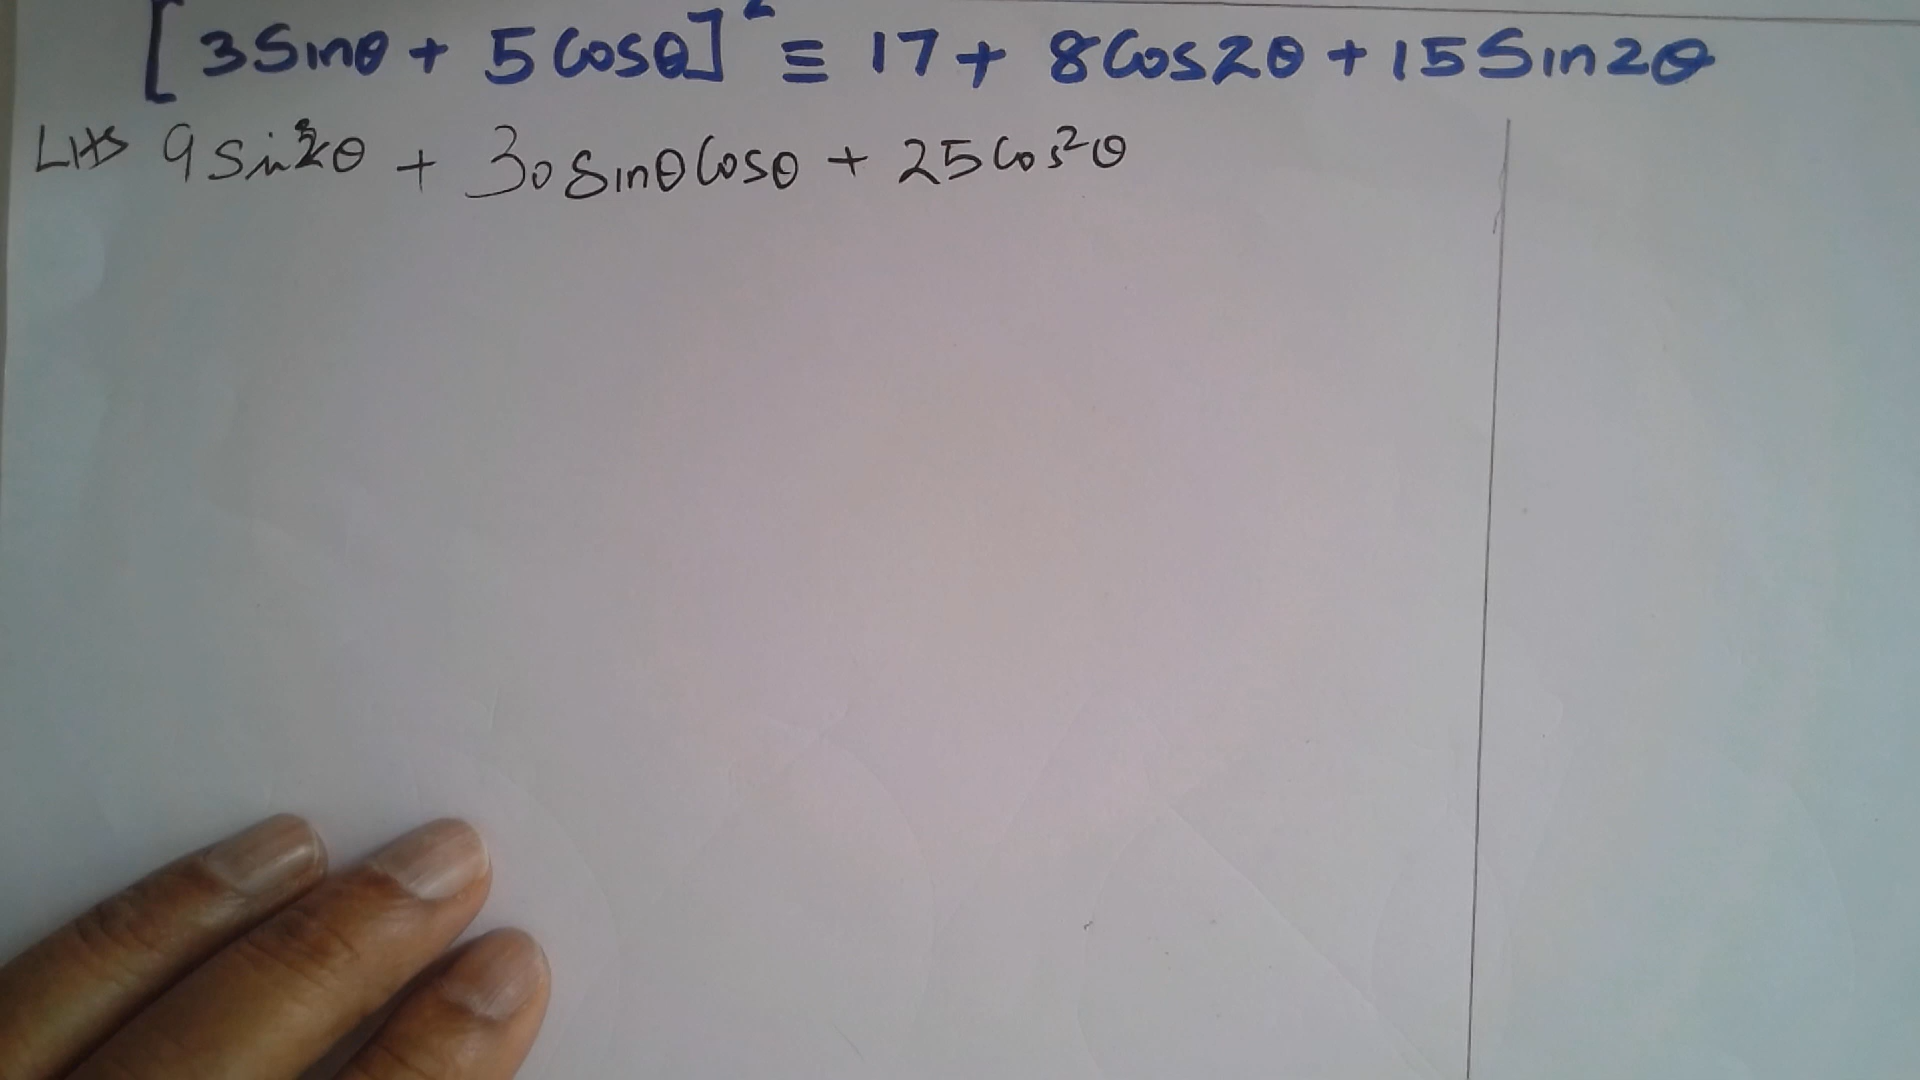 [3Sinθ + 5Cosθ]² ≡ 17 + 8Cos2θ + 15Sin2θ
LHS 9Sin²θ + 30SinθCosθ + 25Cos²θ